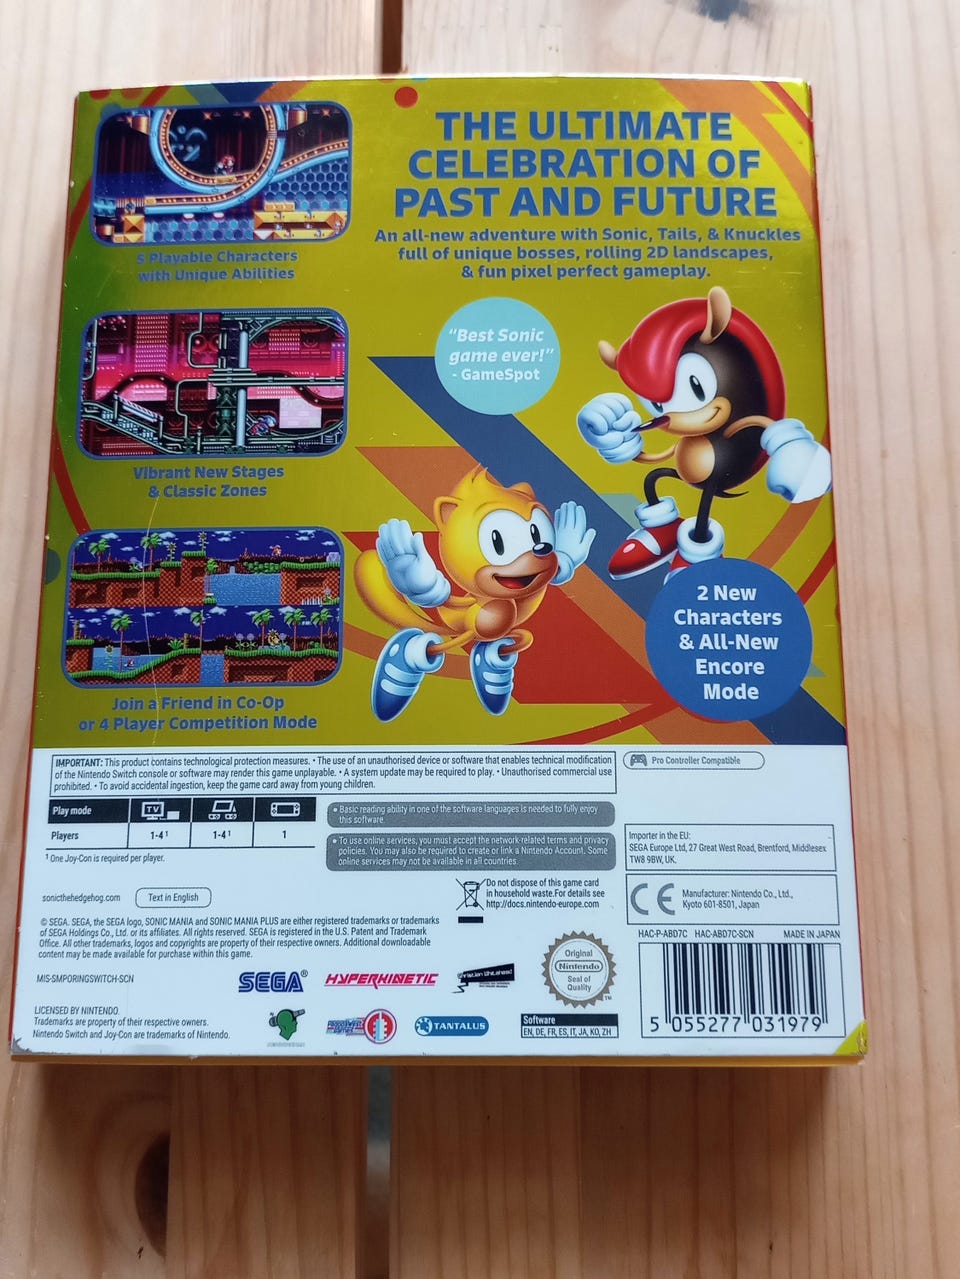 THE ULTIMATE
CELEBRATION OF
PAST AND FUTURE
An all-new adventure with Sonic, Tails, & Knuckles
full of unique bosses, rolling 2D landscapes,
& fun pixel perfect gameplay.
5 Playable Characters
with Unique Abilities
"Best Sonic
game ever!"
- GameSpot
Vibrant New Stages
& Classic Zones
2 New
Characters
& All-New
Encore
Mode
Join a Friend in Co-Op
or 4 Player Competition Mode
IMPORTANT: This product contains technological protection measures. • The use of an unauthorised device or software that enables technical modification
of the Nintendo Switch console or software may render this game unplayable. • A system update may be required to play. • Unauthorised commercial use
prohibited. • To avoid accidental ingestion, keep the game card away from young children.
Pro Controller Compatible
Play mode
TV
Players
1-4¹
1-4¹
1
¹ One Joy-Con is required per player.
• Basic reading ability in one of the software languages is needed to fully enjoy
this software.
• To use online services, you must accept the network-related terms and privacy
policies. You may also be required to create or link a Nintendo Account. Some
online services may not be available in all countries.
Importer in the EU:
SEGA Europe Ltd, 27 Great West Road, Brentford, Middlesex
TW8 9BW, UK.
sonicthehedgehog.com
Text in English
Do not dispose of this game card
in household waste.For details see
http://docs.nintendo-europe.com
CE
Manufacturer: Nintendo Co., Ltd.,
Kyoto 601-8501, Japan
© SEGA. SEGA, the SEGA logo, SONIC MANIA and SONIC MANIA PLUS are either registered trademarks or trademarks
of SEGA Holdings Co., Ltd. or its affiliates. All rights reserved. SEGA is registered in the U.S. Patent and Trademark
Office. All other trademarks, logos and copyrights are property of their respective owners. Additional downloadable
content may be made available for purchase within this game.
HAC-P-ABD7C HAC-ABD7C-SCN MADE IN JAPAN
MIS-SMPORINGSWITCH-SCN
SEGA®
HYPERKINETIC
Christian Whitehead
Original
Nintendo
Seal of
Quality
TM
LICENSED BY NINTENDO.
Trademarks are property of their respective owners.
Nintendo Switch and Joy-Con are trademarks of Nintendo.
TANTALUS
Software
EN, DE, FR, ES, IT, JA, KO, ZH
5 055277 031979